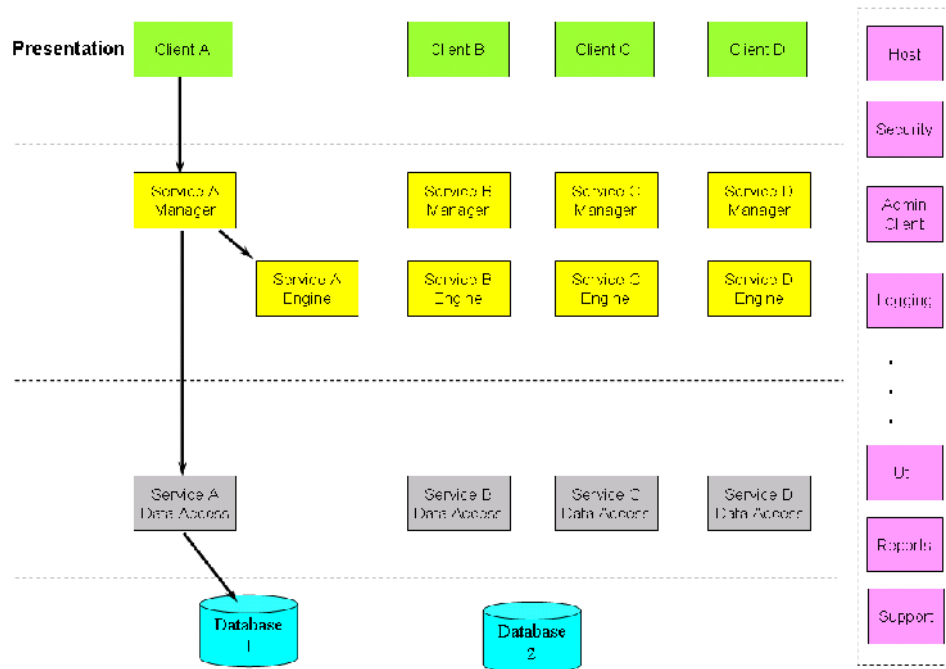 Presentation
Client A
Client B
Client C
Client D
Service A
Manager
Service B
Manager
Service C
Manager
Service D
Manager
Service A
Engine
Service B
Engine
Service C
Engine
Service D
Engine
Service A
Data Access
Service B
Data Access
Service C
Data Access
Service D
Data Access
Database
1
Database
2
Host
Security
Admin
Client
Logging
.
.
.
Reports
Support